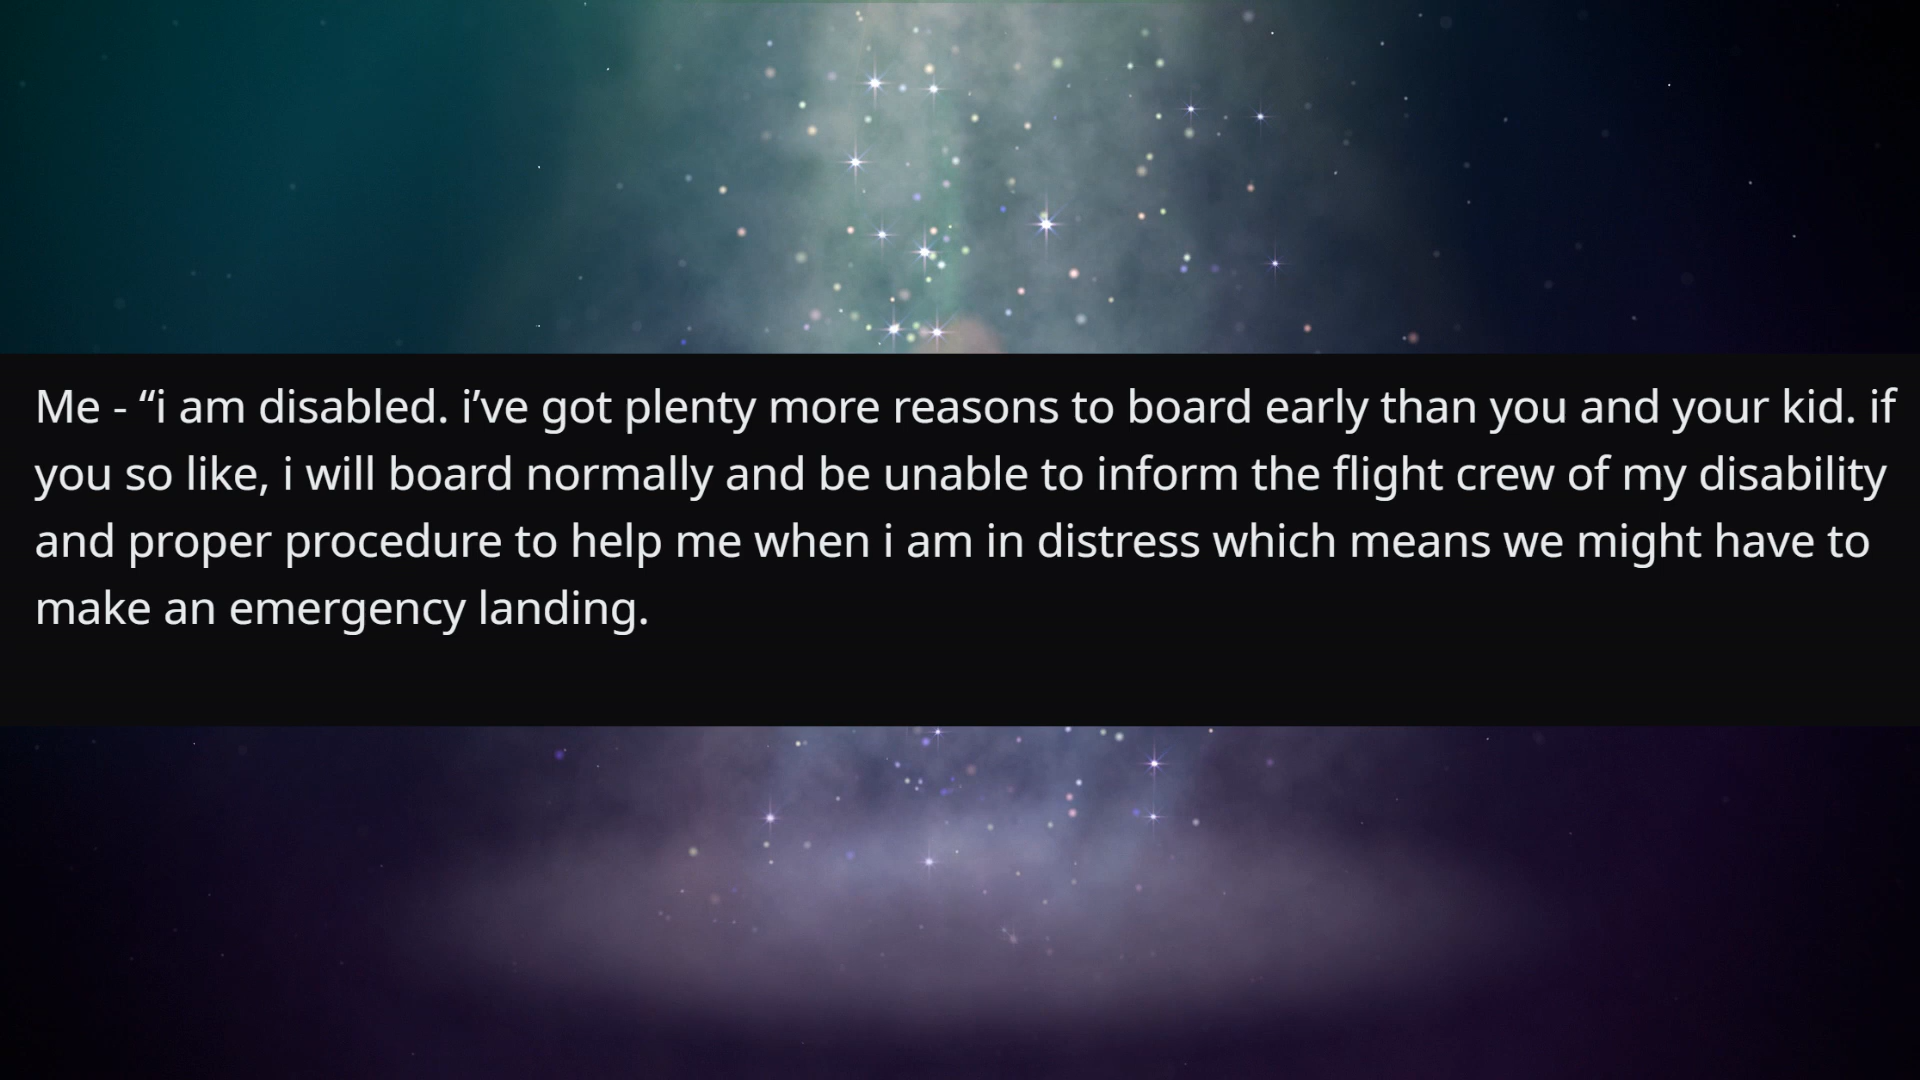 Me - “i am disabled. i’ve got plenty more reasons to board early than you and your kid. if
you so like, i will board normally and be unable to inform the flight crew of my disability
and proper procedure to help me when i am in distress which means we might have to
make an emergency landing.